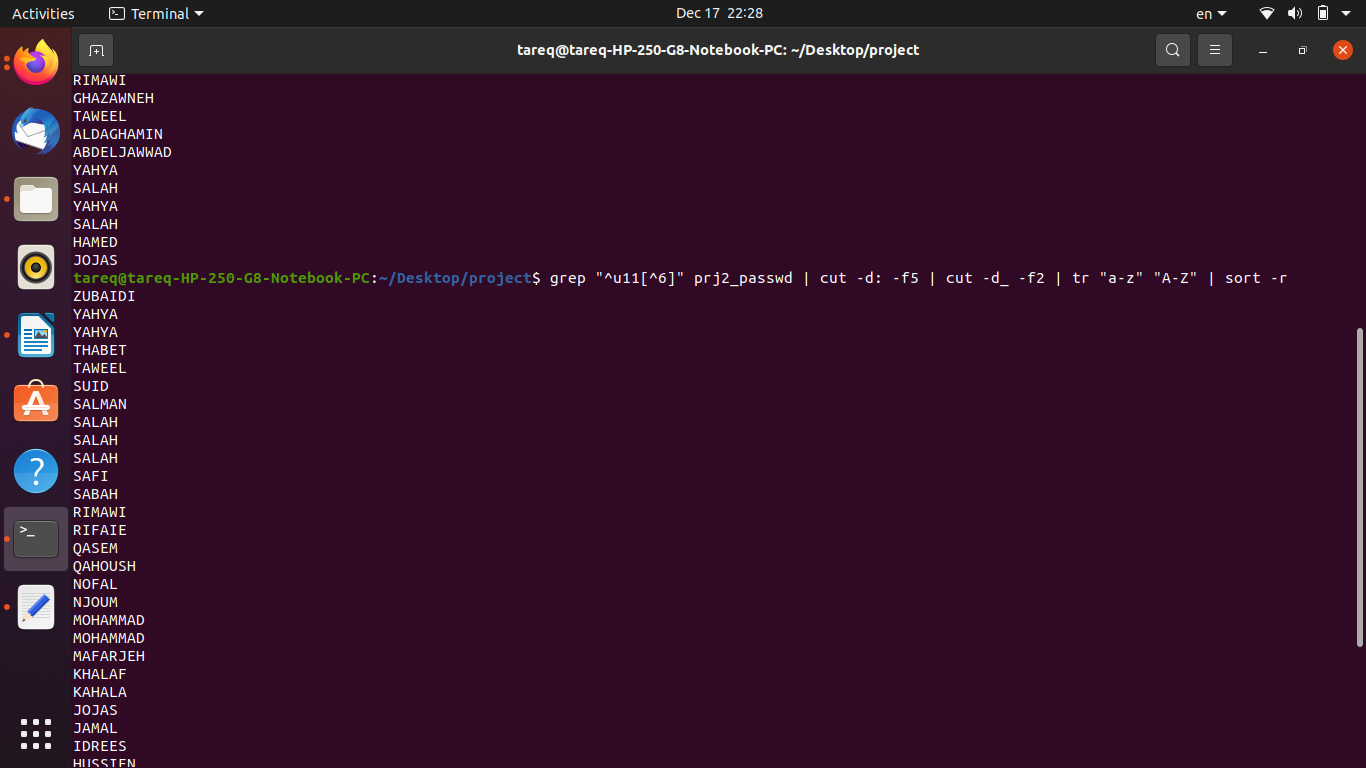 Activities Terminal Dec 17 22:28 en
tareq@tareq-HP-250-G8-Notebook-PC: ~/Desktop/project
RIMAWI
GHAZAWNEH
TAWEEL
ALDAGHAMIN
ABDELJAWWAD
YAHYA
SALAH
YAHYA
SALAH
HAMED
JOJAS
tareq@tareq-HP-250-G8-Notebook-PC:~/Desktop/project$ grep "^u11[^6]" prj2_passwd | cut -d: -f5 | cut -d_ -f2 | tr "a-z" "A-Z" | sort -r
ZUBAIDI
YAHYA
YAHYA
THABET
TAWEEL
SUID
SALMAN
SALAH
SALAH
SALAH
SAFI
SABAH
RIMAWI
RIFAIE
QASEM
QAHOUSH
NOFAL
NJOUM
MOHAMMAD
MOHAMMAD
MAFARJEH
KHALAF
KAHALA
JOJAS
JAMAL
IDREES
HUSSIEN